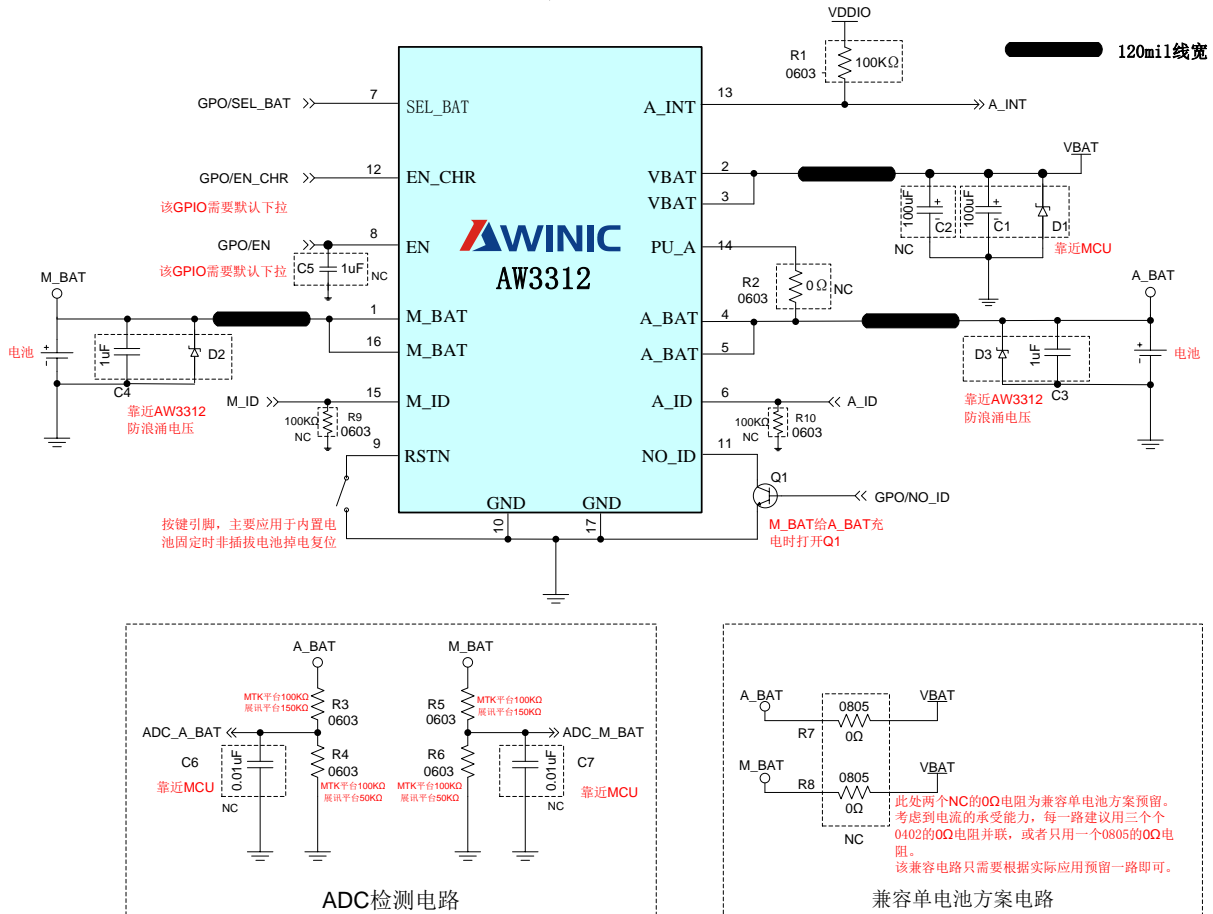 VDDIO
R1
0603
100KΩ
120mil线宽
GPO/SEL_BAT
7
SEL_BAT
A_INT
13
A_INT
GPO/EN_CHR
12
EN_CHR
该GPIO需要默认下拉
VBAT
2
VBAT
3
VBAT
100uF
C2
NC
100uF
C1
D1
靠近MCU
GPO/EN
8
EN
该GPIO需要默认下拉
C5
1uF
NC
AWINIC
AW3312
PU_A
14
R2
0603
0Ω
NC
M_BAT
1
M_BAT
16
M_BAT
电池
1uF
C4
D2
靠近AW3312
防浪涌电压
A_BAT
4
A_BAT
5
A_BAT
D3
1uF
C3
电池
靠近AW3312
防浪涌电压
M_ID
15
M_ID
100KΩ
NC
R9
0603
A_ID
6
A_ID
100KΩ
NC
R10
0603
9
RSTN
按键引脚，主要应用于内置电
池固定时非插拔电池掉电复位
NO_ID
11
Q1
GPO/NO_ID
M_BAT给A_BAT充
电时打开Q1
GND
10
GND
17
A_BAT
MTK平台100KΩ
展讯平台150KΩ
R3
0603
ADC_A_BAT
C6
0.01uF
靠近MCU
NC
R4
0603
MTK平台100KΩ
展讯平台50KΩ
M_BAT
R5
0603
MTK平台100KΩ
展讯平台150KΩ
ADC_M_BAT
R6
0603
MTK平台100KΩ
展讯平台50KΩ
0.01uF
C7
靠近MCU
NC
ADC检测电路
A_BAT
R7
0805
0Ω
VBAT
M_BAT
R8
0805
0Ω
VBAT
NC
此处两个NC的0Ω电阻为兼容单电池方案预留。
考虑到电流的承受能力，每一路建议用三个个
0402的0Ω电阻并联，或者只用一个0805的0Ω电
阻。
该兼容电路只需要根据实际应用预留一路即可。
兼容单电池方案电路